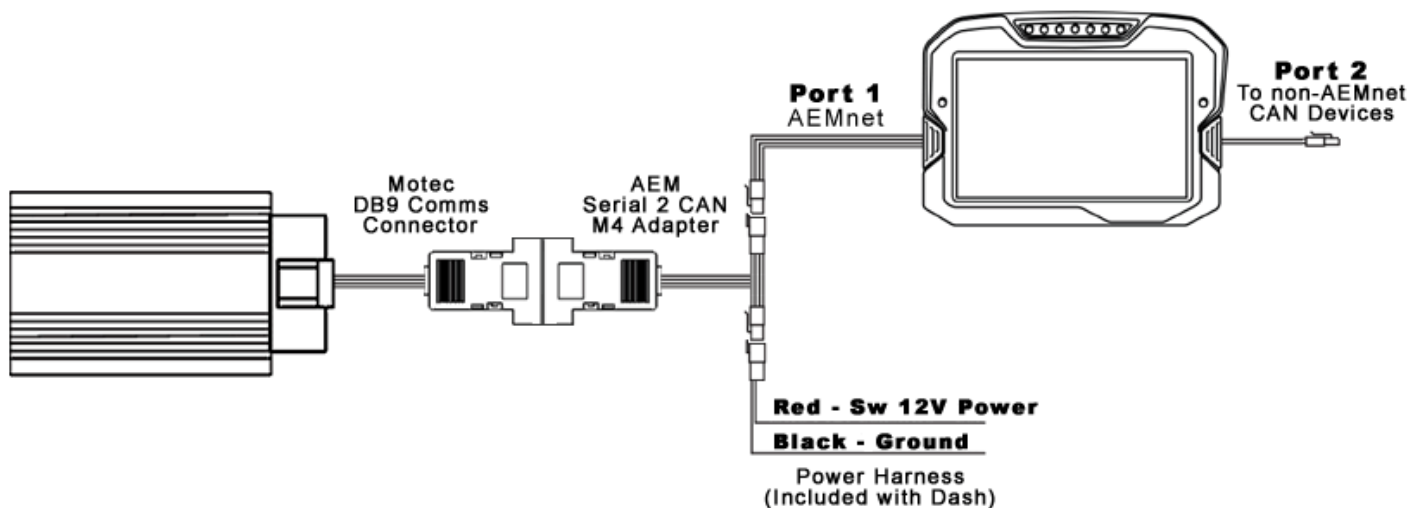 Port 1
AEMnet
Port 2
To non-AEMnet
CAN Devices
Motec
DB9 Comms
Connector
AEM
Serial 2 CAN
M4 Adapter
Red - Sw 12V Power
Black - Ground
Power Harness
(Included with Dash)